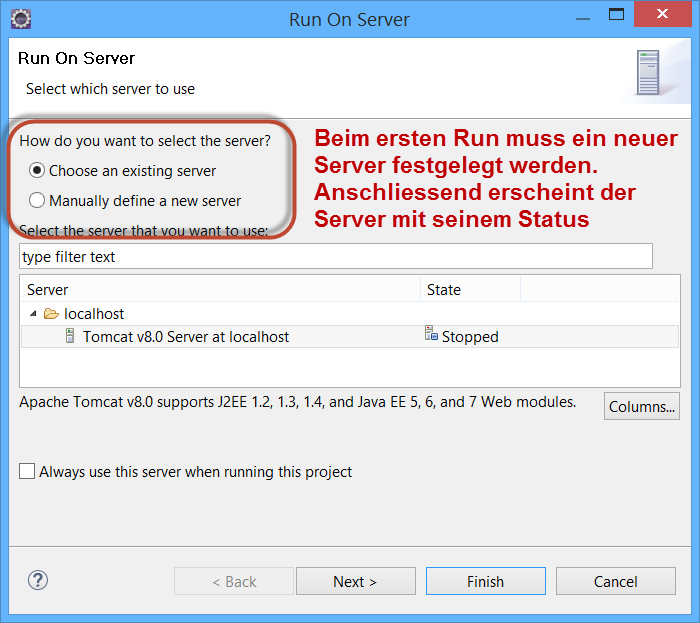 Run On Server
Run On Server
Select which server to use
How do you want to select the server?
Choose an existing server
Manually define a new server
Beim ersten Run muss ein neuer
Server festgelegt werden.
Anschliessend erscheint der
Server mit seinem Status
Select the server that you want to use:
type filter text
Server State
localhost
Tomcat v8.0 Server at localhost Stopped
Apache Tomcat v8.0 supports J2EE 1.2, 1.3, 1.4, and Java EE 5, 6, and 7 Web modules.
Columns...
Always use this server when running this project
? < Back Next > Finish Cancel